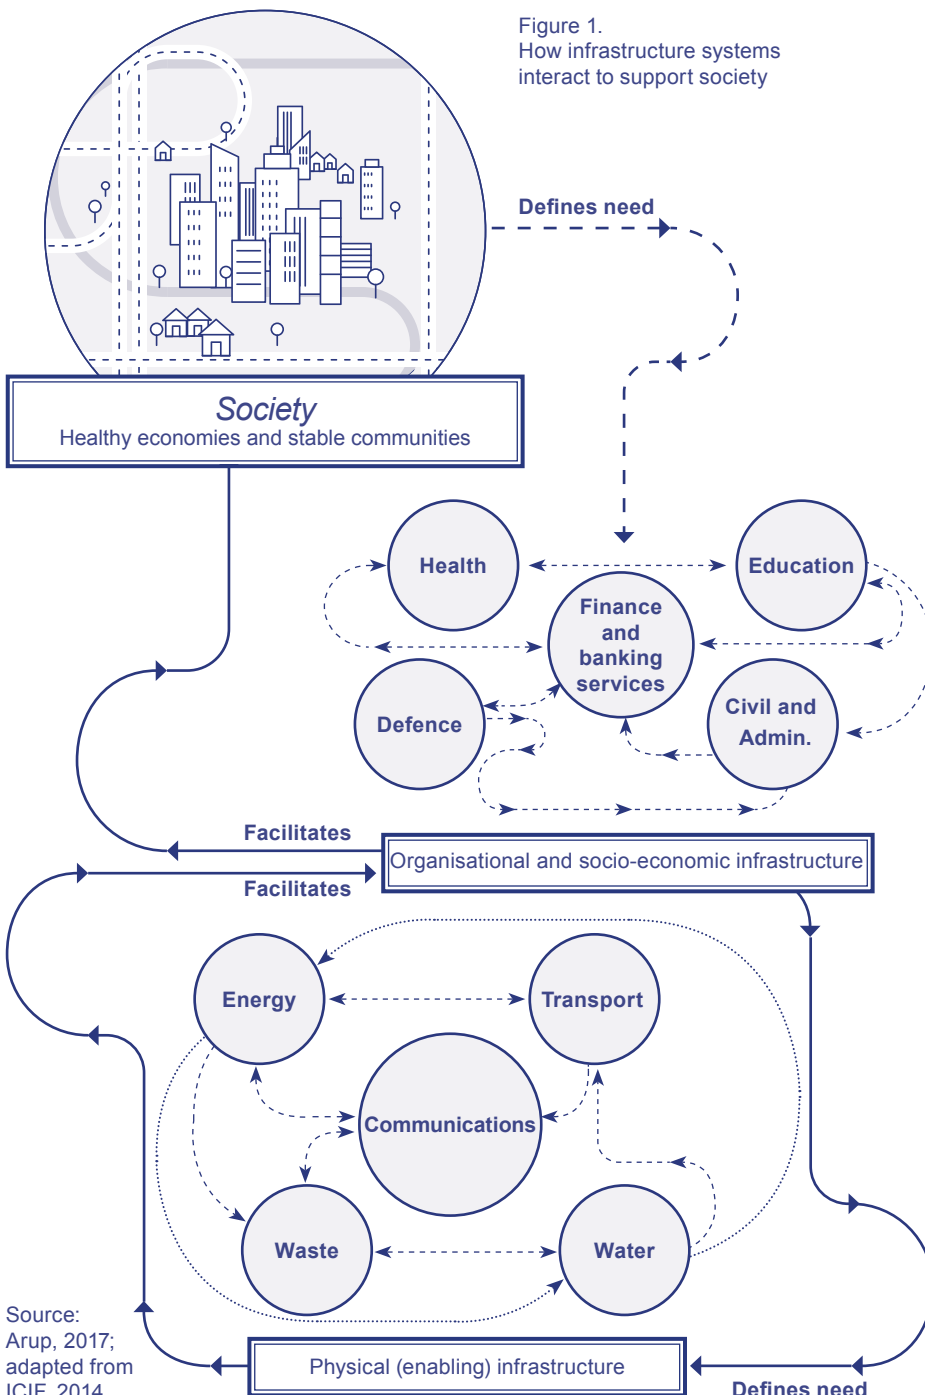 Figure 1.
How infrastructure systems
interact to support society
Defines need
Society
Healthy economies and stable communities
Health
Education
Finance
and
banking
services
Defence
Civil and
Admin.
Facilitates
Organisational and socio-economic infrastructure
Facilitates
Energy
Transport
Communications
Waste
Water
Source:
Arup, 2017;
adapted from
ICIF, 2014
Physical (enabling) infrastructure
Defines need